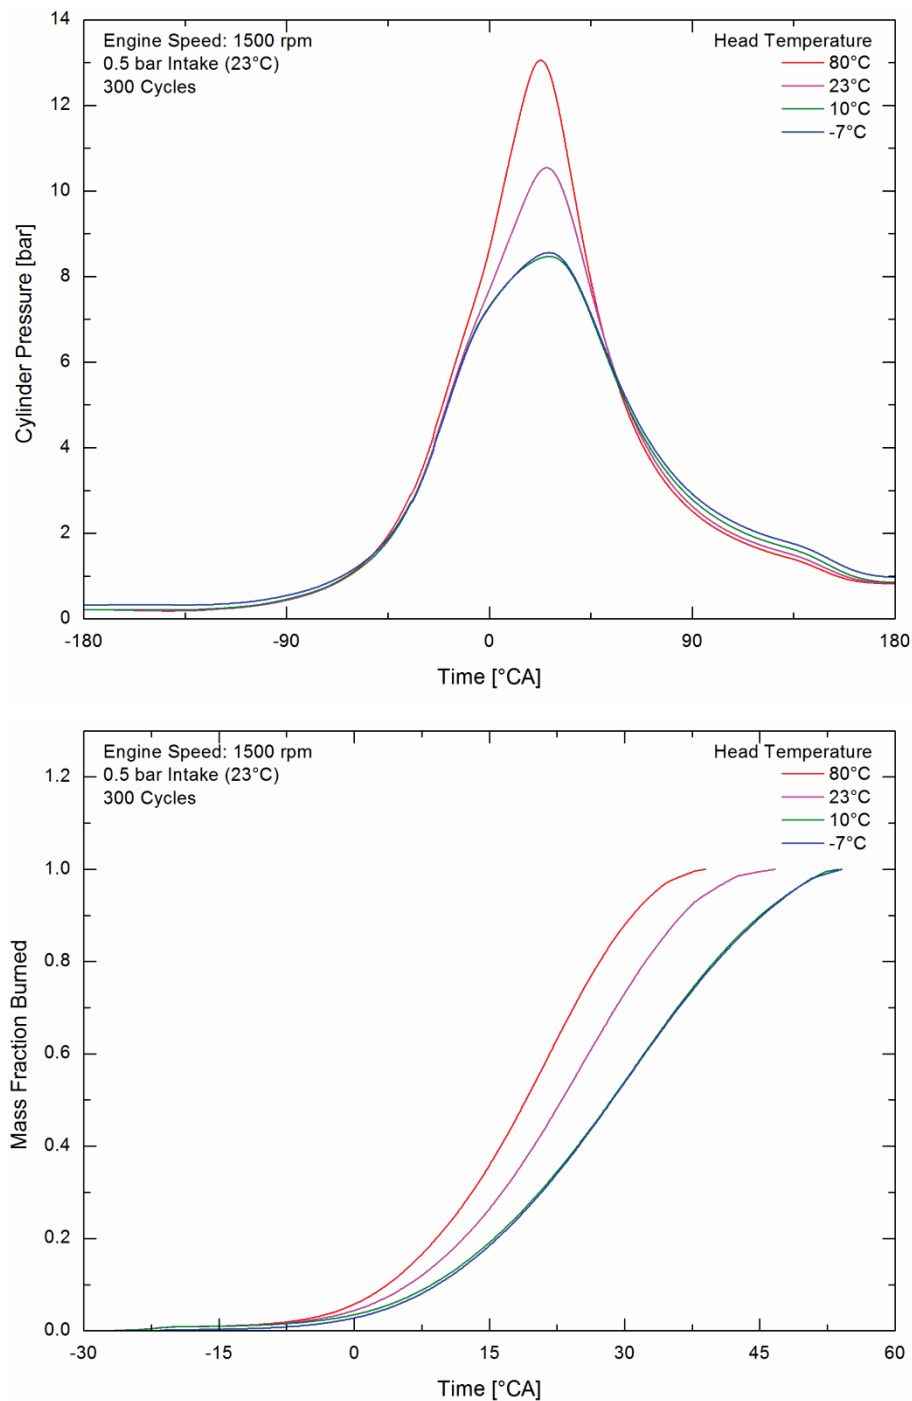 14
12
10
8
6
4
2
0
Cylinder Pressure [bar]
Engine Speed: 1500 rpm
0.5 bar Intake (23°C)
300 Cycles
Head Temperature
80°C
23°C
10°C
-7°C
-180
-90
0
90
180
Time [°CA]
1.2
1.0
0.8
0.6
0.4
0.2
0.0
Mass Fraction Burned
Engine Speed: 1500 rpm
0.5 bar Intake (23°C)
300 Cycles
Head Temperature
80°C
23°C
10°C
-7°C
-30
-15
0
15
30
45
60
Time [°CA]